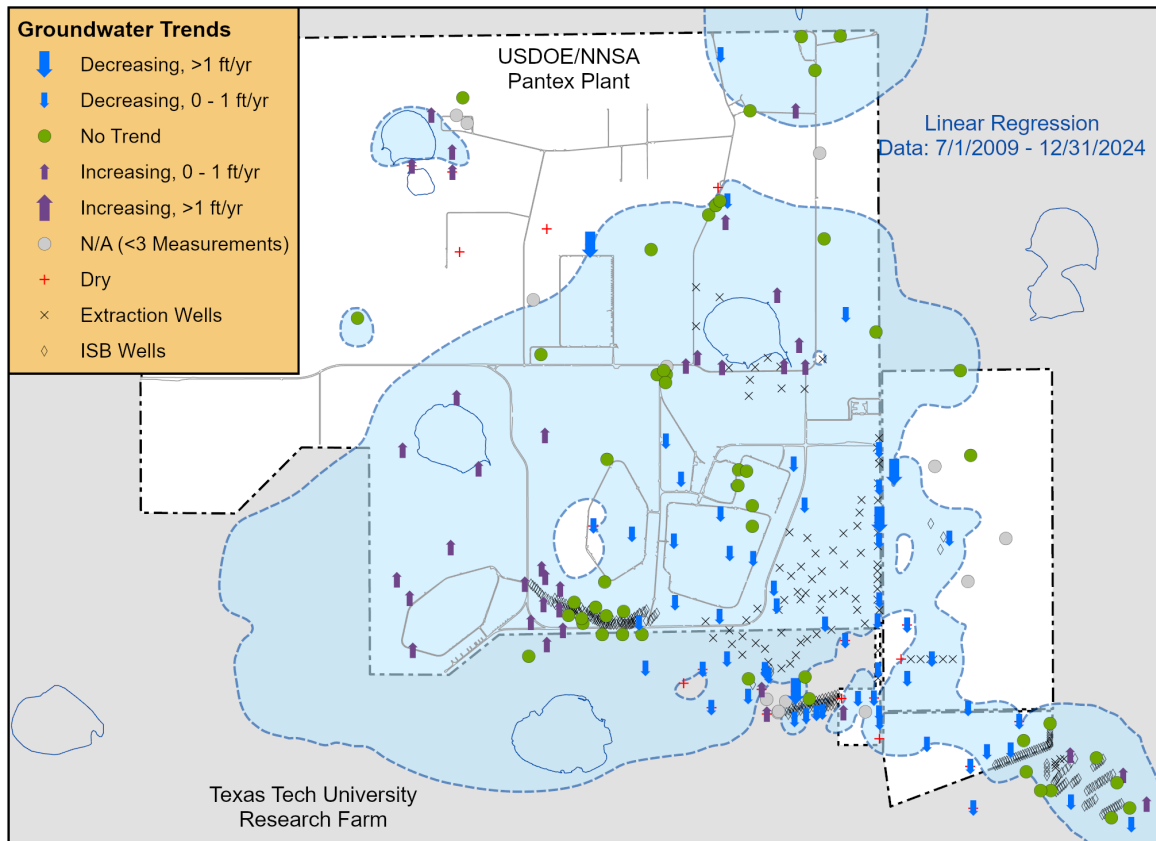 Groundwater Trends
Decreasing, >1 ft/yr
Decreasing, 0 - 1 ft/yr
No Trend
Increasing, 0 - 1 ft/yr
Increasing, >1 ft/yr
N/A (<3 Measurements)
Dry
Extraction Wells
ISB Wells
USDOE/NNSA
Pantex Plant
Linear Regression
Data: 7/1/2009 - 12/31/2024
Texas Tech University
Research Farm